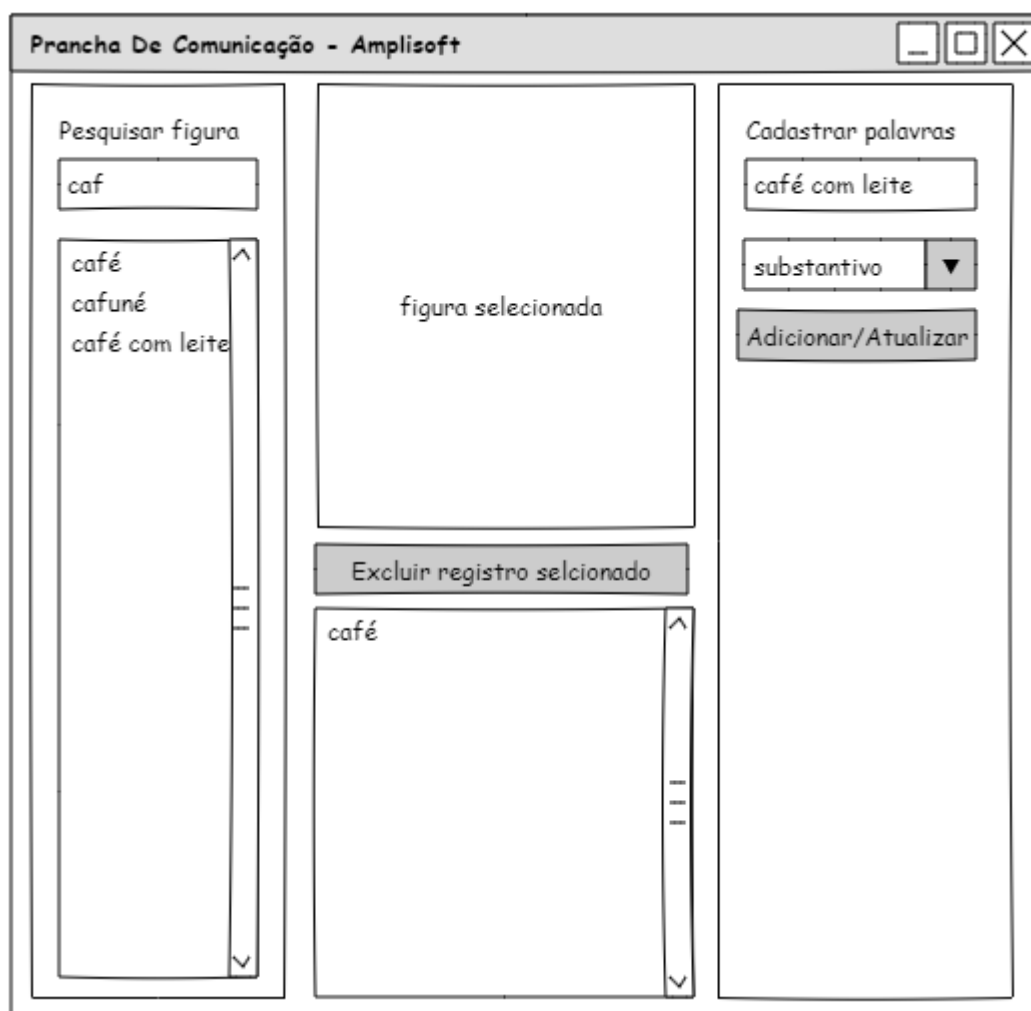 Prancha De Comunicação - Amplisoft
Pesquisar figura
caf
café
cafuné
café com leite
figura selecionada
Excluir registro selcionado
café
Cadastrar palavras
café com leite
substantivo
Adicionar/Atualizar